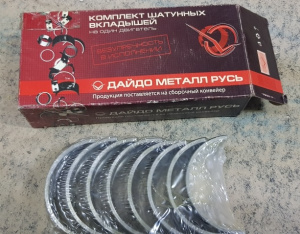 КОМПЛЕКТ ШАТУННЫХ
ВКЛАДЫШЕЙ
НА ОДИН ДВИГАТЕЛЬ
ДАЙДО МЕТАЛЛ РУСЬ
Продукция поставляется на сборочный конвейер